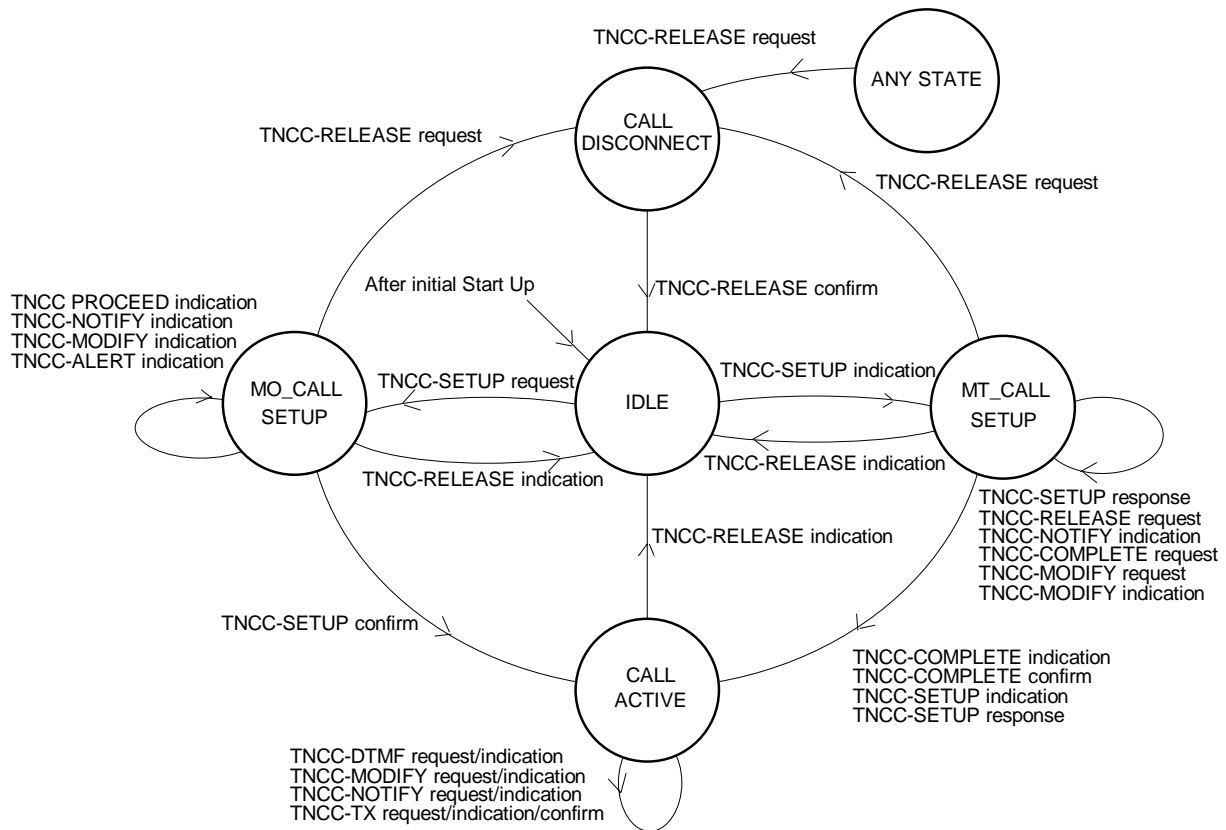 TNCC-RELEASE request
ANY STATE
CALL
DISCONNECT
TNCC-RELEASE request
TNCC-RELEASE request
After initial Start Up
TNCC-RELEASE confirm
TNCC PROCEED indication
TNCC-NOTIFY indication
TNCC-MODIFY indication
TNCC-ALERT indication
MO_CALL
SETUP
TNCC-SETUP request
IDLE
TNCC-SETUP indication
MT_CALL
SETUP
TNCC-RELEASE indication
TNCC-RELEASE indication
TNCC-SETUP response
TNCC-RELEASE request
TNCC-NOTIFY indication
TNCC-COMPLETE request
TNCC-MODIFY request
TNCC-MODIFY indication
TNCC-RELEASE indication
TNCC-SETUP confirm
CALL
ACTIVE
TNCC-COMPLETE indication
TNCC-COMPLETE confirm
TNCC-SETUP indication
TNCC-SETUP response
TNCC-DTMF request/indication
TNCC-MODIFY request/indication
TNCC-NOTIFY request/indication
TNCC-TX request/indication/confirm